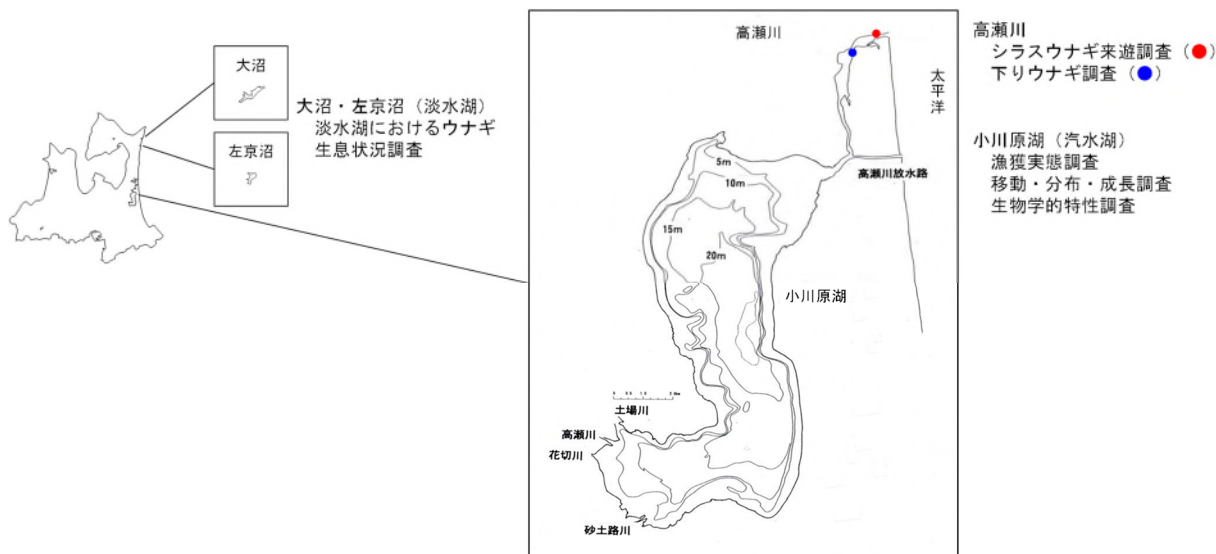 大沼
左京沼
大沼・左京沼（淡水湖）
淡水湖におけるウナギ
生息状況調査
高瀬川
太平洋
高瀬川放水路
5m
10m
15m
20m
小川原湖
土場川
高瀬川
花切川
砂土路川
高瀬川
シラスウナギ来遊調査（●）
下りウナギ調査（●）
小川原湖（汽水湖）
漁獲実態調査
移動・分布・成長調査
生物学的特性調査